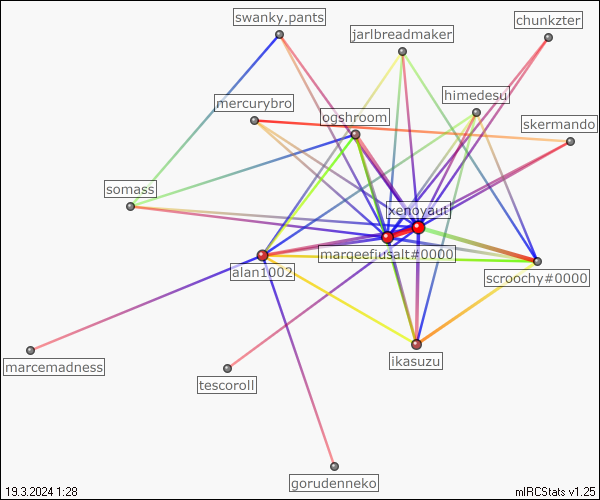 swanky.pants
chunkzter
jarlbreadmaker
himedesu
mercurybro
ogshroom
skermando
somass
xenoyaut
marqeefiusalt#0000
alan1002
scroochy#0000
marcemadness
ikasuzu
tescoroll
gorudenneko
19.3.2024 1:28
mIRCStats v1.25